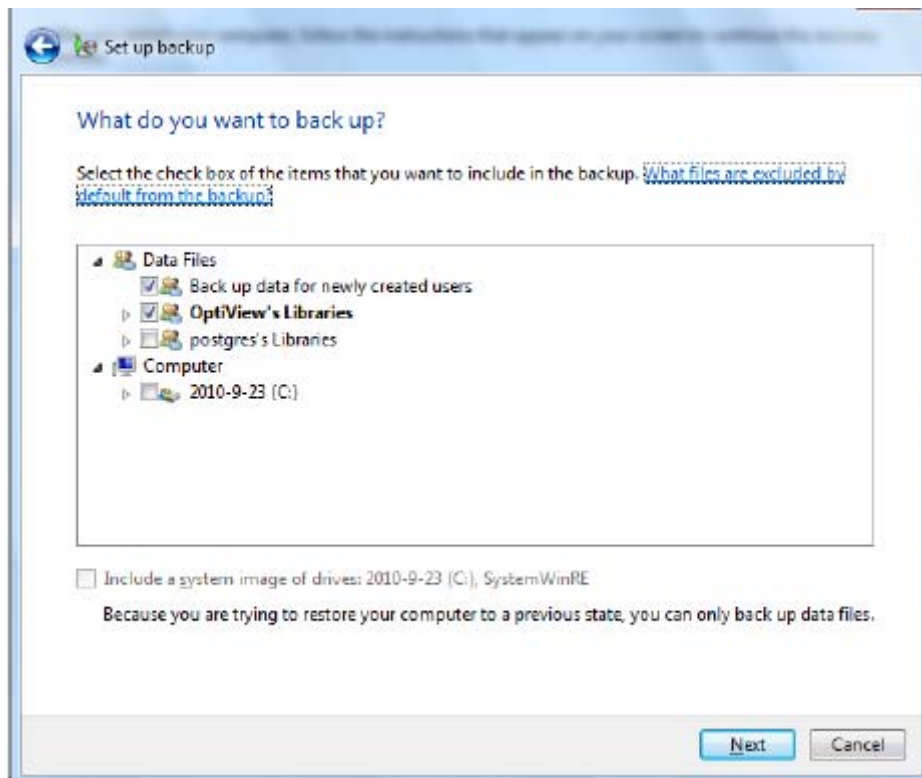 Set up backup
What do you want to back up?
Select the check box of the items that you want to include in the backup. What files are excluded by
default from the backup?
Data Files
Back up data for newly created users
OptiView's Libraries
postgres's Libraries
Computer
2010-9-23 (C:)
Include a system image of drives: 2010-9-23 (C:), SystemWinRE
Because you are trying to restore your computer to a previous state, you can only back up data files.
Next
Cancel